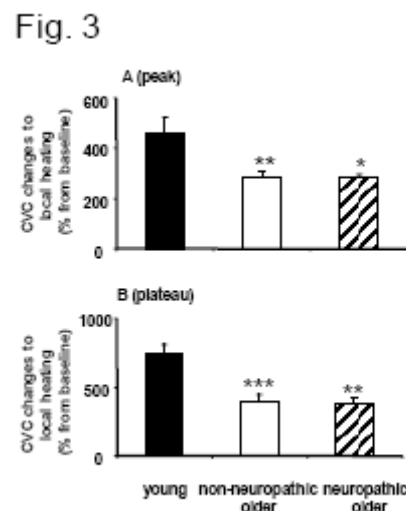 Fig. 3
A (peak)
CVC changes to
local heating
(% from baseline)
600
400
200
0
**
*
B (plateau)
CVC changes to
local heating
(% from baseline)
1000
500
0
***
**
young non-neuropathic neuropathic
older older